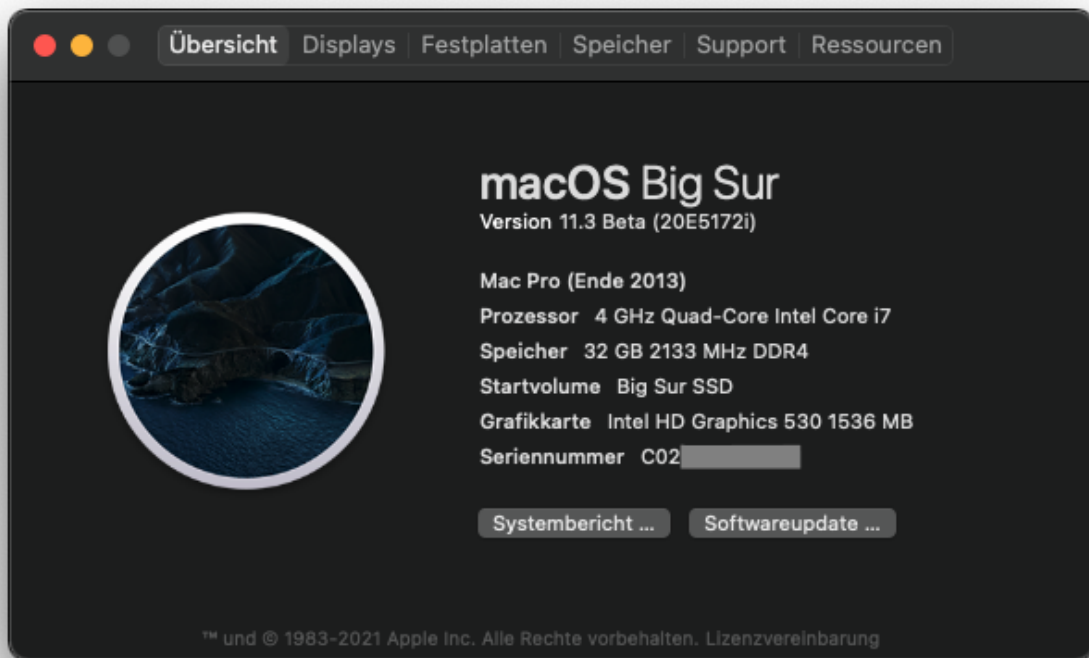 Übersicht Displays Festplatten Speicher Support Ressourcen
macOS Big Sur
Version 11.3 Beta (20E5172i)
Mac Pro (Ende 2013)
Prozessor 4 GHz Quad-Core Intel Core i7
Speicher 32 GB 2133 MHz DDR4
Startvolume Big Sur SSD
Grafikkarte Intel HD Graphics 530 1536 MB
Seriennummer C02
Systembericht ... Softwareupdate ...
™ und © 1983-2021 Apple Inc. Alle Rechte vorbehalten. Lizenzvereinbarung